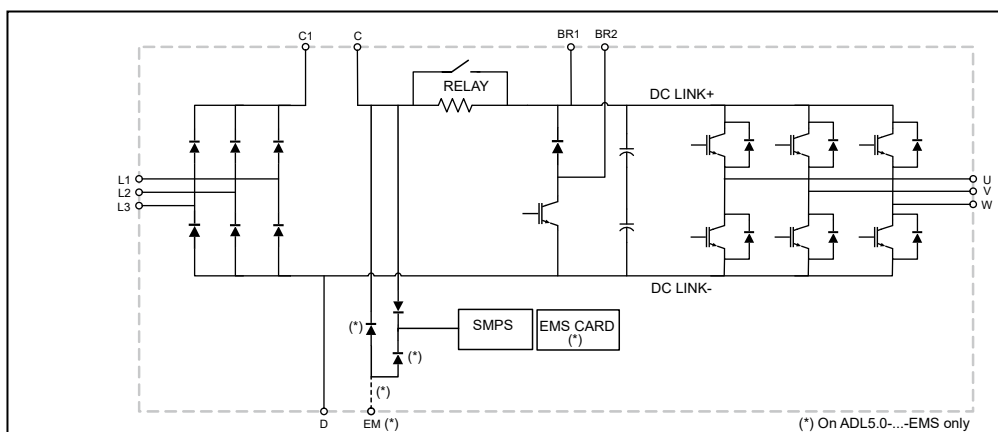 C1 C BR1 BR2
RELAY
DC LINK+
L1
L2
L3
U
V
W
DC LINK-
SMPS
EMS CARD
(*)
(*)
(*)
(*)
D EM (*)
(*) On ADL5.0-...-EMS only